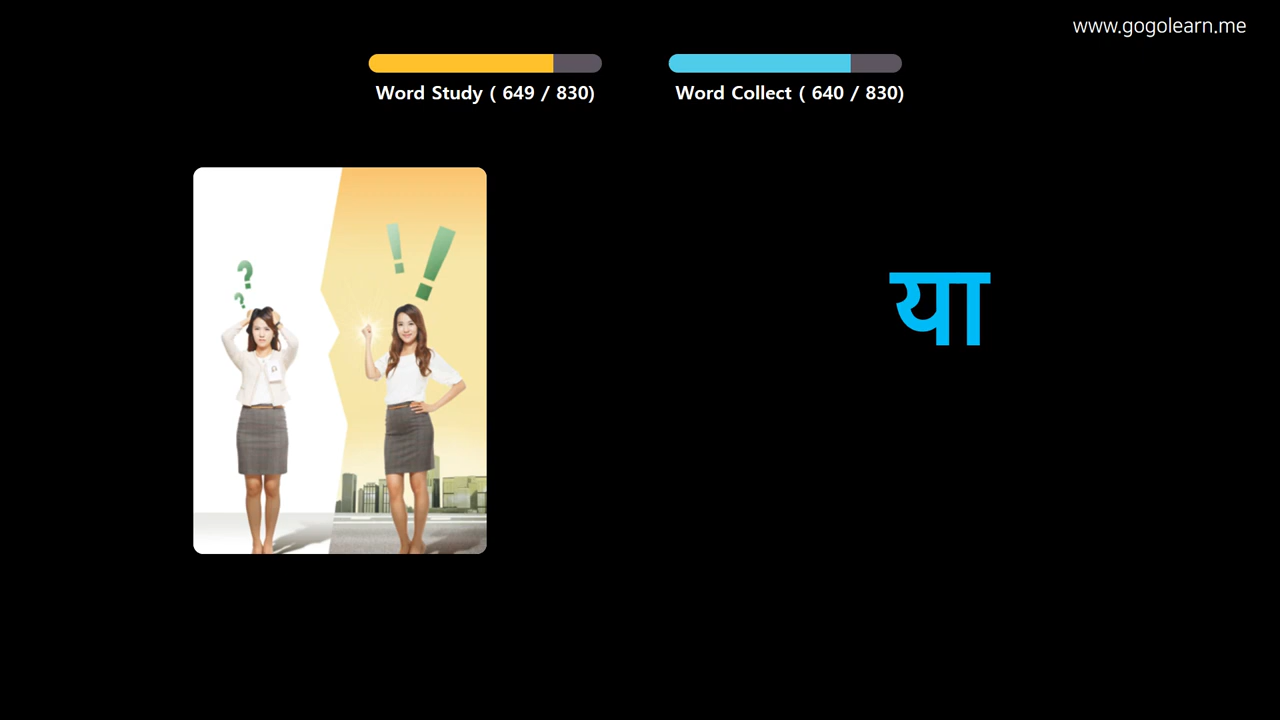 www.gogolearn.me
Word Study ( 649 / 830)
Word Collect ( 640 / 830)
? ?
! !
या